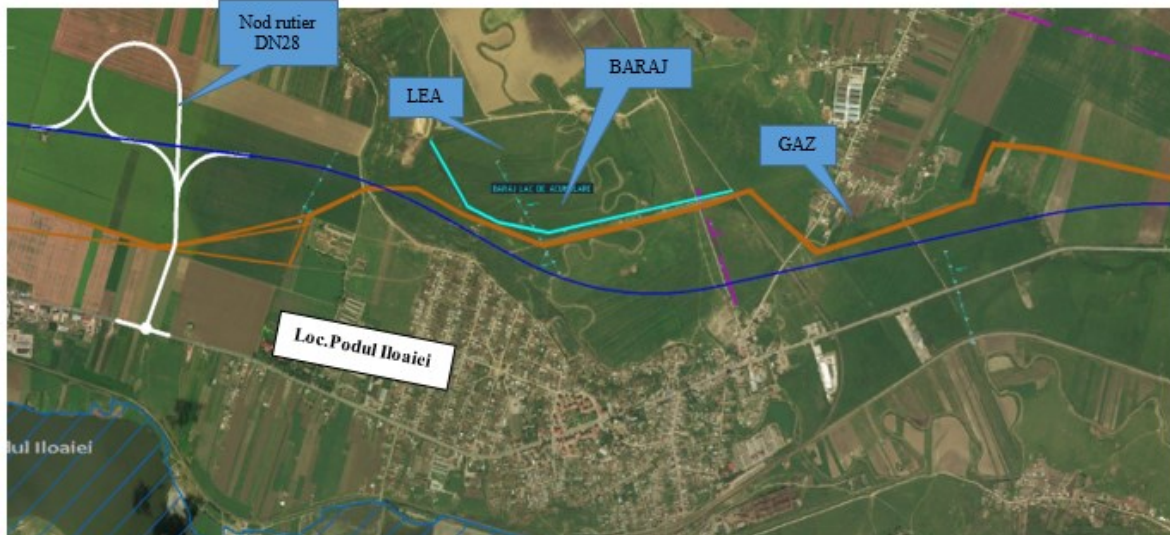 Nod rutier
DN28
LEA
BARAJ
GAZ
BARAJ LAC DE ACUMULARE
Loc.Podul Iloaiei
dul Iloaiei